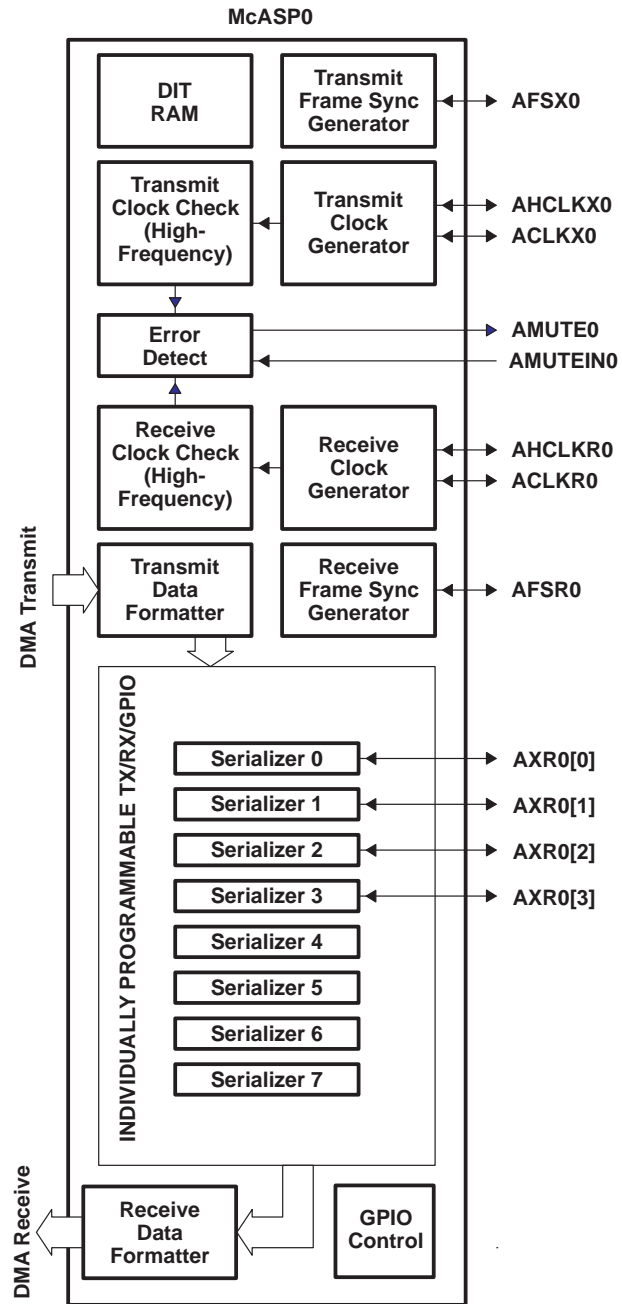 McASP0
DIT
RAM
Transmit
Frame Sync
Generator
AFSX0
Transmit
Clock Check
(High-
Frequency)
Transmit
Clock
Generator
AHCLKX0
ACLKX0
Error
Detect
AMUTE0
AMUTEIN0
Receive
Clock Check
(High-
Frequency)
Receive
Clock
Generator
AHCLKR0
ACLKR0
DMA Transmit
Transmit
Data
Formatter
Receive
Frame Sync
Generator
AFSR0
INDIVIDUALLY PROGRAMMABLE TX/RX/GPIO
Serializer 0
AXR0[0]
Serializer 1
AXR0[1]
Serializer 2
AXR0[2]
Serializer 3
AXR0[3]
Serializer 4
Serializer 5
Serializer 6
Serializer 7
DMA Receive
Receive
Data
Formatter
GPIO
Control